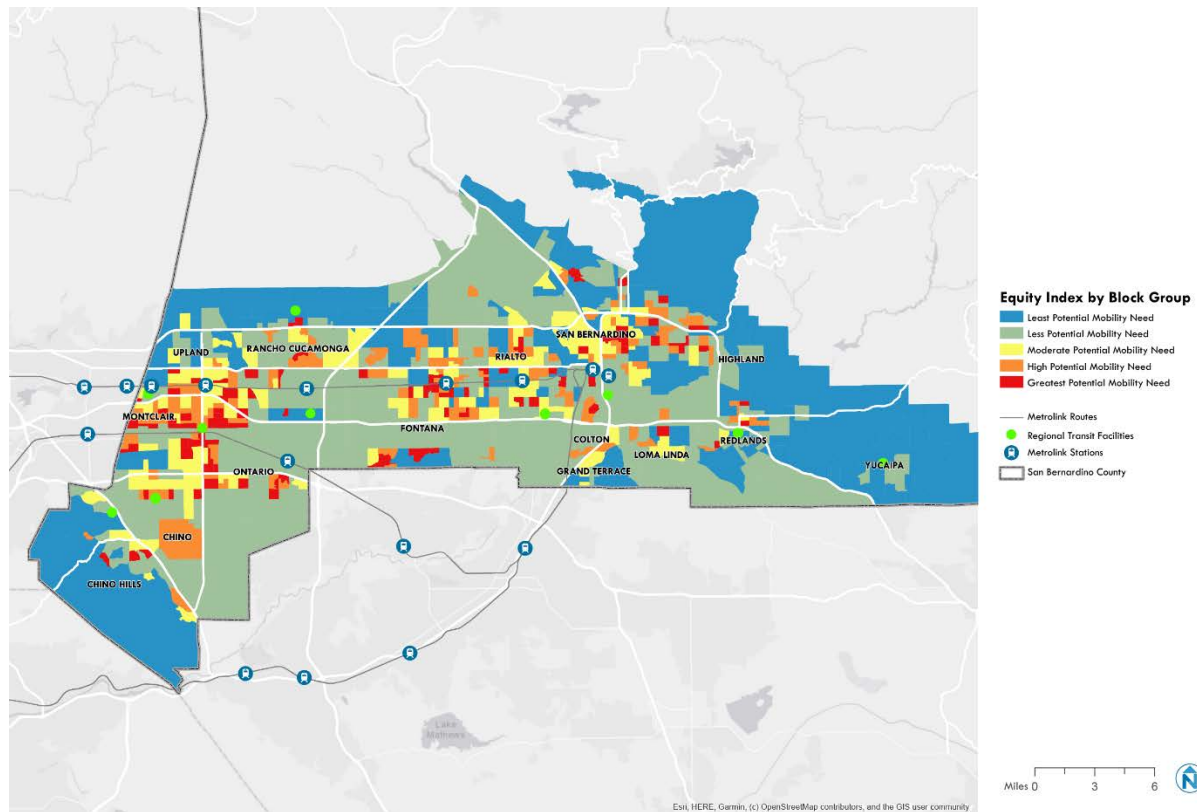 UPLAND
RANCHO CUCAMONGA
RIALTO
SAN BERNARDINO
HIGHLAND
MONTCLAIR
FONTANA
COLTON
REDLANDS
LOMA LINDA
GRAND TERRACE
YUCAIPA
ONTARIO
CHINO
CHINO HILLS
Lake
Mathews
Equity Index by Block Group
Least Potential Mobility Need
Less Potential Mobility Need
Moderate Potential Mobility Need
High Potential Mobility Need
Greatest Potential Mobility Need
Metrolink Routes
Regional Transit Facilities
Metrolink Stations
San Bernardino County
Miles 0 3 6
N
Esri, HERE, Garmin, (c) OpenStreetMap contributors, and the GIS user community